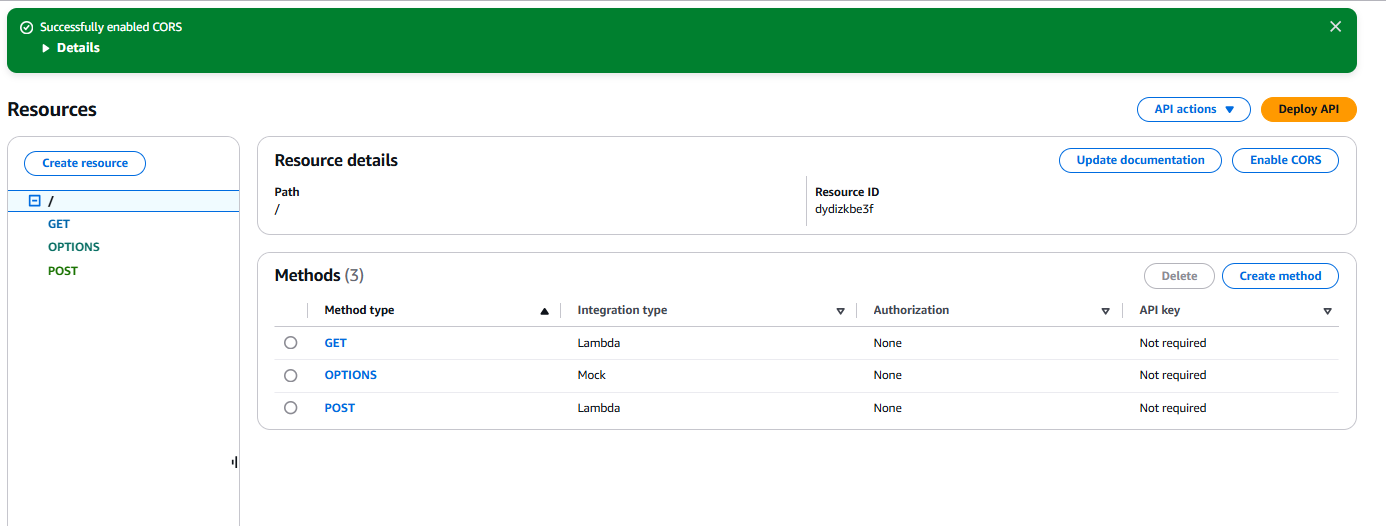 Successfully enabled CORS
Details
Resources
API actions
Deploy API
Create resource
/
GET
OPTIONS
POST
Resource details
Update documentation
Enable CORS
Path
/
Resource ID
dydizkbe3f
Methods (3)
Delete
Create method
Method type Integration type Authorization API key
GET Lambda None Not required
OPTIONS Mock None Not required
POST Lambda None Not required